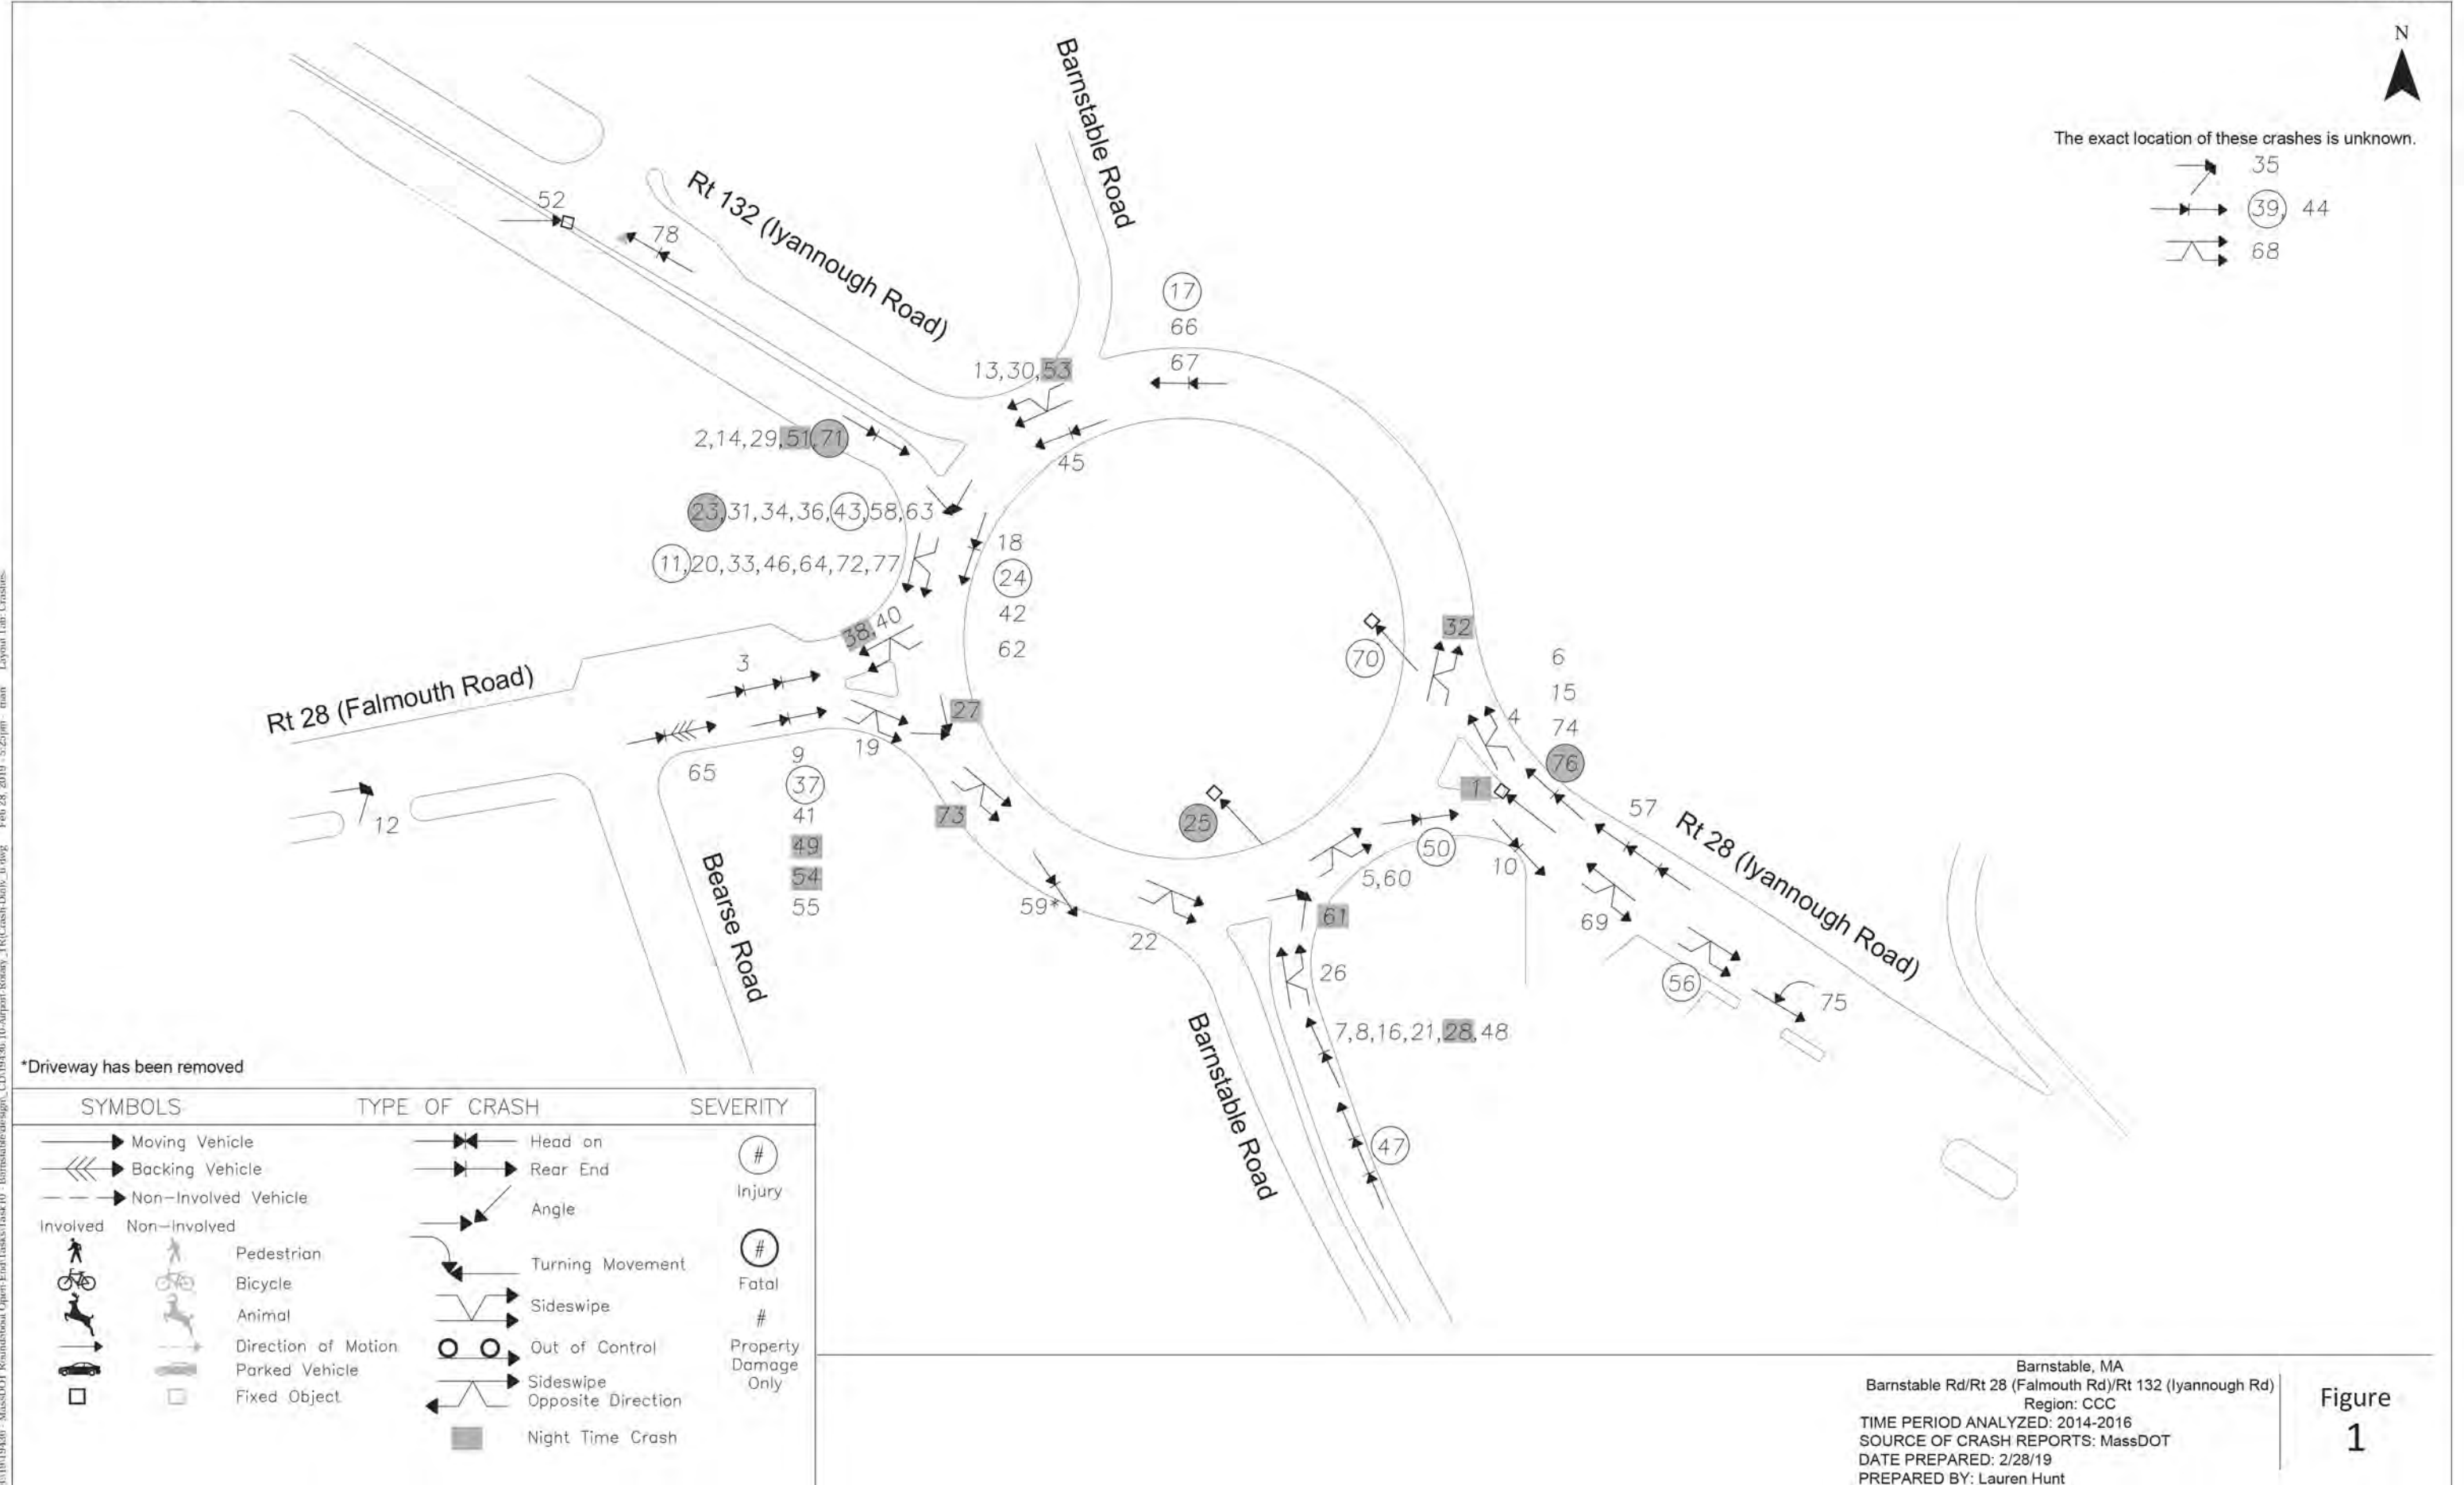 N
The exact location of these crashes is unknown.
35
39, 44
68
Barnstable Road
Rt 132 (Iyannough Road)
52
78
17
66
67
13,30,53
45
2,14,29,51,71
23,31,34,36,43,58,63
11,20,33,46,64,72,77
18
24
42
62
38,40
3
Rt 28 (Falmouth Road)
27
19
65
9
37
41
49
54
55
12
Bearse Road
73
59*
22
25
70
32
6
15
74
76
4
1
57
Rt 28 (Iyannough Road)
50
10
5,60
61
69
56
75
26
7,8,16,21,28,48
47
Barnstable Road
*Driveway has been removed
SYMBOLS TYPE OF CRASH SEVERITY
Moving Vehicle Head on #
Backing Vehicle Rear End Injury
Non-Involved Vehicle Angle
Involved Non-Involved
Pedestrian Turning Movement #
Bicycle Fatal
Animal Sideswipe #
Direction of Motion Out of Control Property
Parked Vehicle Damage
Fixed Object Sideswipe Only
Opposite Direction
Night Time Crash
Barnstable, MA
Barnstable Rd/Rt 28 (Falmouth Rd)/Rt 132 (Iyannough Rd)
Region: CCC
TIME PERIOD ANALYZED: 2014-2016
SOURCE OF CRASH REPORTS: MassDOT
DATE PREPARED: 2/28/19
PREPARED BY: Lauren Hunt
Figure
1